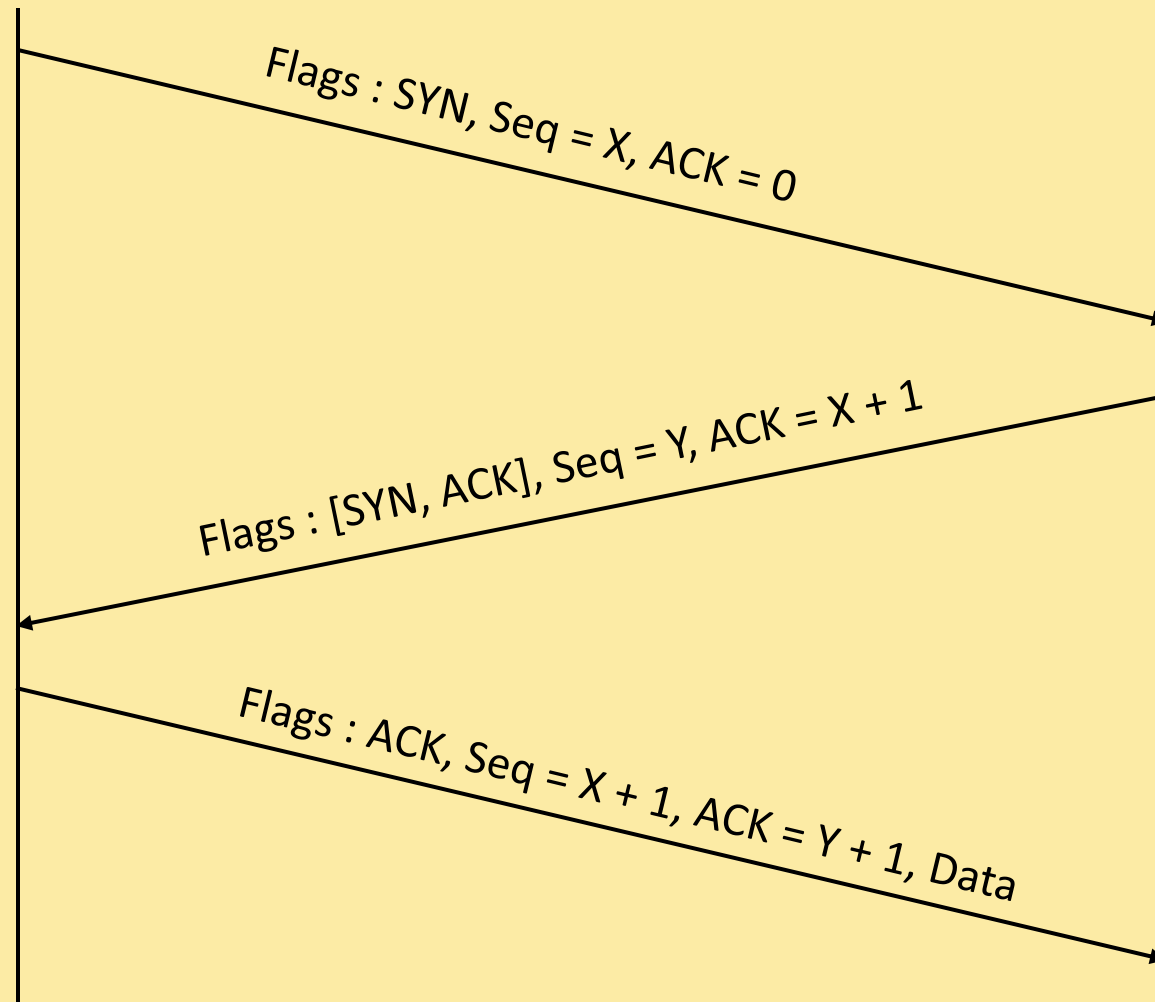 Flags : SYN, Seq = X, ACK = 0
Flags : [SYN, ACK], Seq = Y, ACK = X + 1
Flags : ACK, Seq = X + 1, ACK = Y + 1, Data